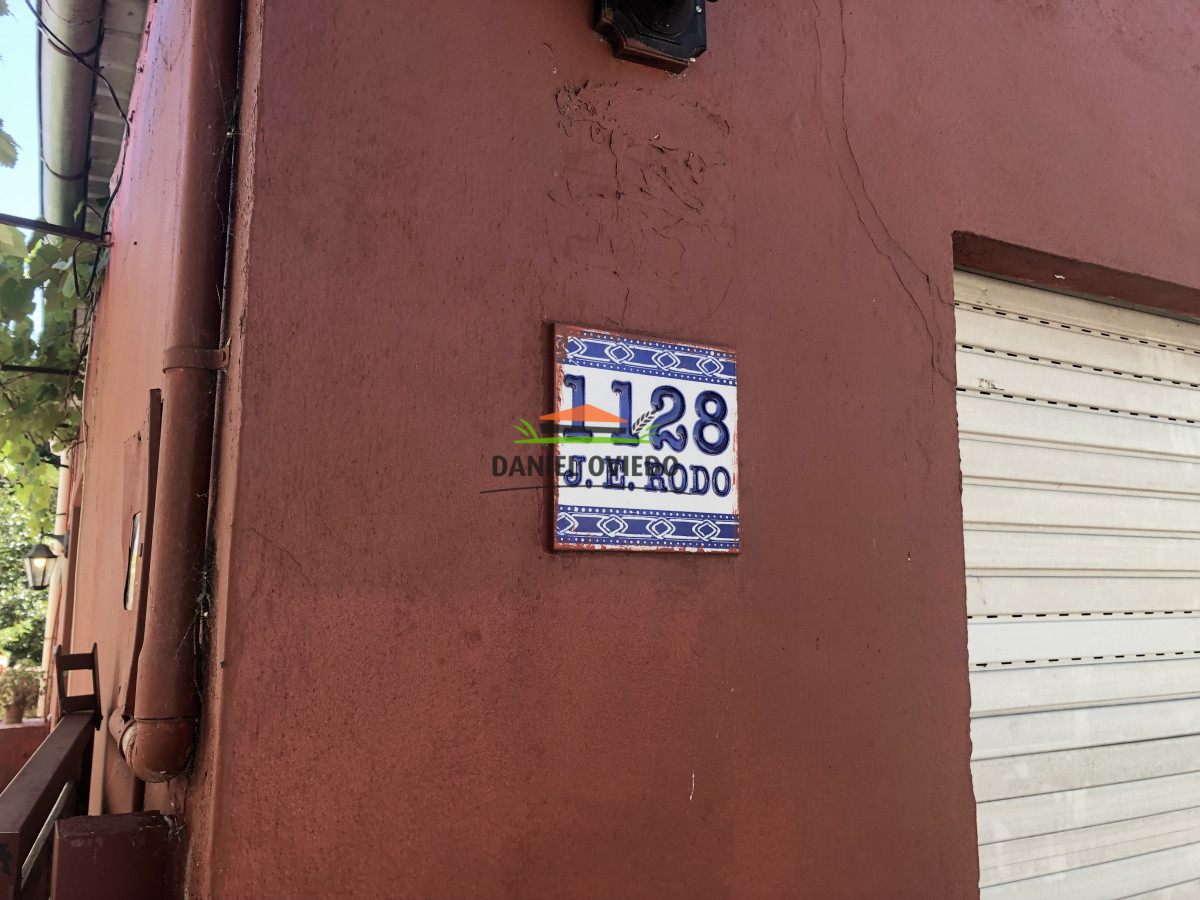 1128
J. E. RODO
DANIEL OVIEDO